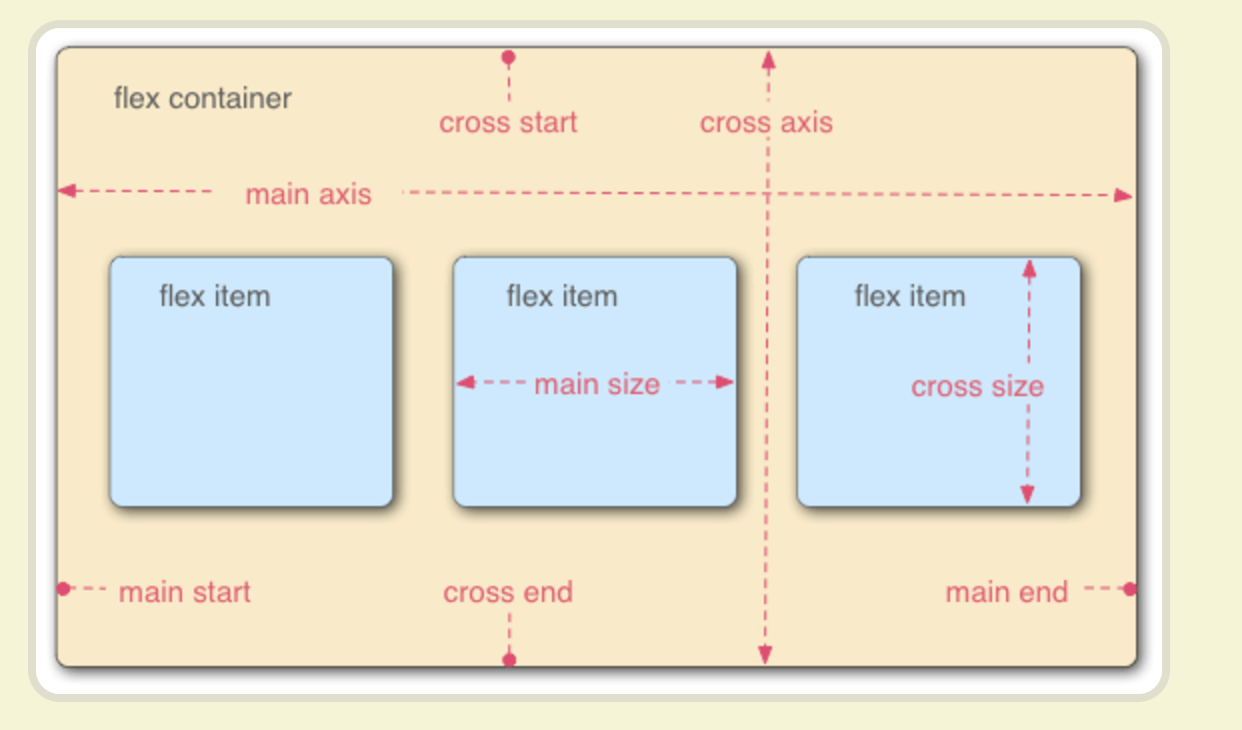 flex container
cross start
cross axis
main axis
flex item
flex item
flex item
main size
cross size
main start
cross end
main end